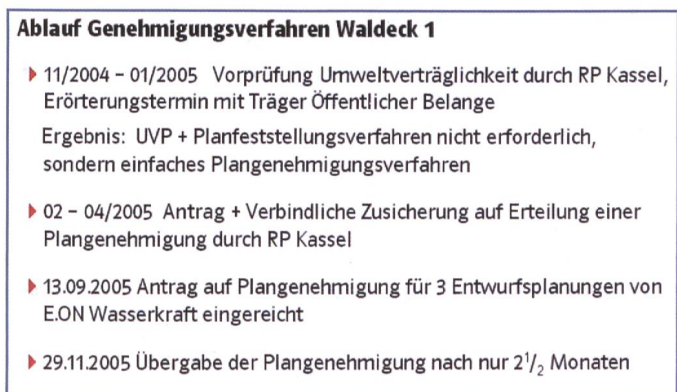 Ablauf Genehmigungsverfahren Waldeck 1
11/2004 – 01/2005 Vorprüfung Umweltverträglichkeit durch RP Kassel,
Erörterungstermin mit Träger Öffentlicher Belange
Ergebnis: UVP + Planfeststellungsverfahren nicht erforderlich,
sondern einfaches Plangenehmigungsverfahren
02 – 04/2005 Antrag + Verbindliche Zusicherung auf Erteilung einer
Plangenehmigung durch RP Kassel
13.09.2005 Antrag auf Plangenehmigung für 3 Entwurfsplanungen von
E.ON Wasserkraft eingereicht
29.11.2005 Übergabe der Plangenehmigung nach nur 2½ Monaten